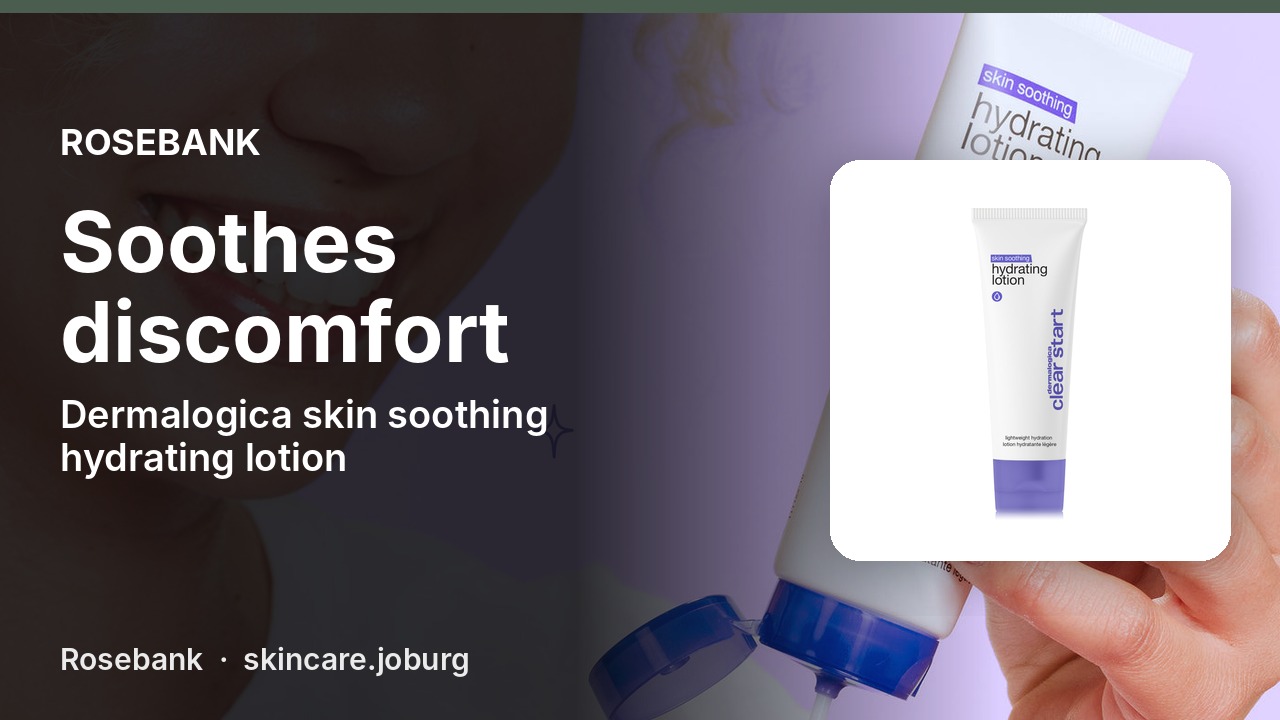 ROSEBANK
Soothes
discomfort
Dermalogica skin soothing
hydrating lotion
Rosebank · skincare.joburg
skin soothing
hydrating
lotion
skin soothing
hydrating
lotion
dermalogica
clear start
lightweight hydration
lotion hydratante légère